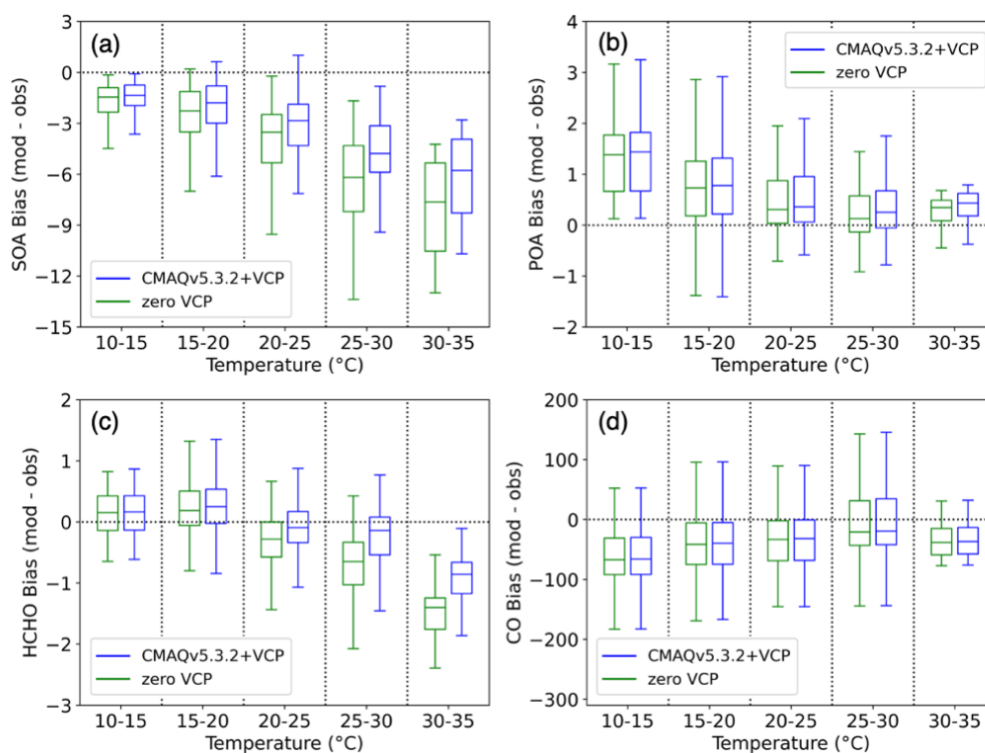 (a)
SOA Bias (mod - obs)
3
0
−3
−6
−9
−12
−15
CMAQv5.3.2+VCP
zero VCP
10-15 15-20 20-25 25-30 30-35
Temperature (°C)
(b)
POA Bias (mod - obs)
4
3
2
1
0
−1
−2
CMAQv5.3.2+VCP
zero VCP
10-15 15-20 20-25 25-30 30-35
Temperature (°C)
(c)
HCHO Bias (mod - obs)
2
1
0
−1
−2
−3
CMAQv5.3.2+VCP
zero VCP
10-15 15-20 20-25 25-30 30-35
Temperature (°C)
(d)
CO Bias (mod - obs)
200
100
0
−100
−200
−300
CMAQv5.3.2+VCP
zero VCP
10-15 15-20 20-25 25-30 30-35
Temperature (°C)